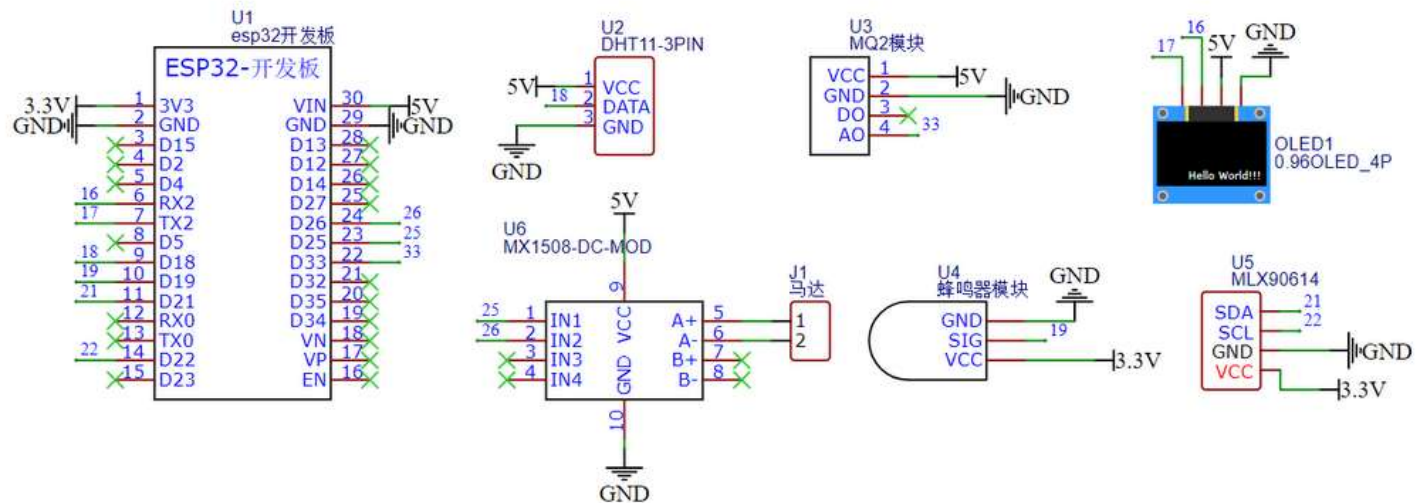 U1
esp32开发板
ESP32-开发板
3.3V 1 3V3 VIN 30 5V
GND 2 GND GND 29 GND
3 D15 D13 28
4 D2 D12 27
5 D4 D14 26
16 6 RX2 D27 25
17 7 TX2 D26 24 26
8 D5 D25 23 25
18 9 D18 D33 22 33
19 10 D19 D32 21
21 11 D21 D35 20
12 RX0 D34 19
13 TX0 VN 18
22 14 D22 VP 17
15 D23 EN 16
U2
DHT11-3PIN
5V 1 VCC
18 2 DATA
3 GND
GND
U3
MQ2模块
VCC 1 5V
GND 2 GND
DO 3
AO 4 33
17 16 5V GND
Hello World!!!
OLED1
0.96OLED_4P
5V
U6
MX1508-DC-MOD
9
VCC
25 1 IN1 A+ 5
26 2 IN2 A- 6
3 IN3 B+ 7
4 IN4 B- 8
GND
10
GND
J1
马达
1
2
U4
蜂鸣器模块
GND GND
SIG 19
VCC 3.3V
U5
MLX90614
SDA 21
SCL 22
GND GND
VCC 3.3V